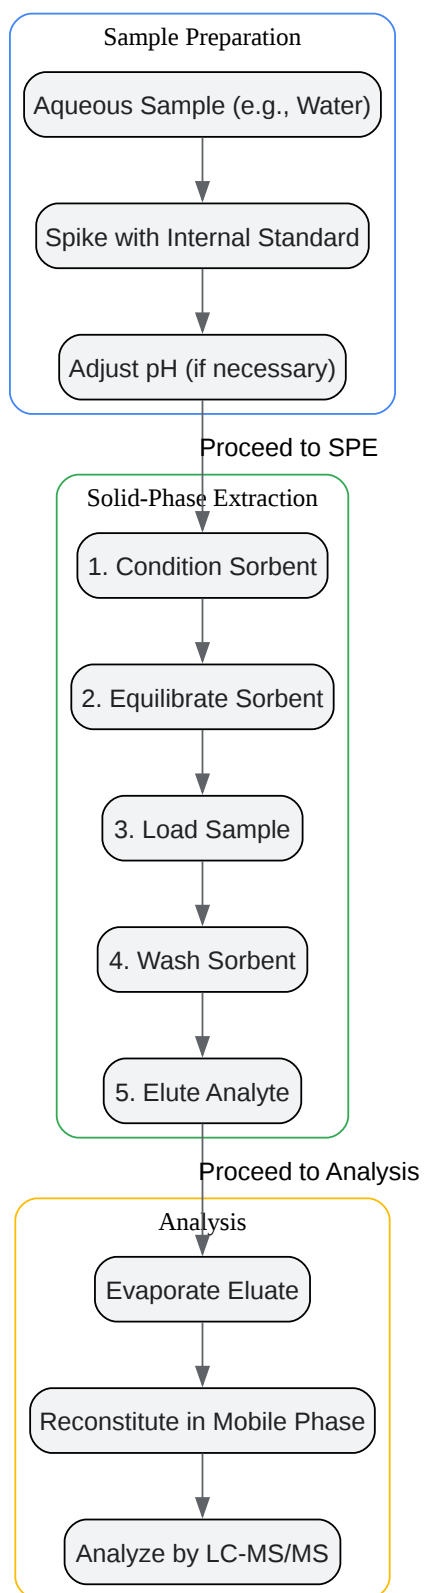 Sample Preparation
Aqueous Sample (e.g., Water)
Spike with Internal Standard
Adjust pH (if necessary)
Proceed to SPE
Solid-Phase Extraction
1. Condition Sorbent
2. Equilibrate Sorbent
3. Load Sample
4. Wash Sorbent
5. Elute Analyte
Proceed to Analysis
Analysis
Evaporate Eluate
Reconstitute in Mobile Phase
Analyze by LC-MS/MS